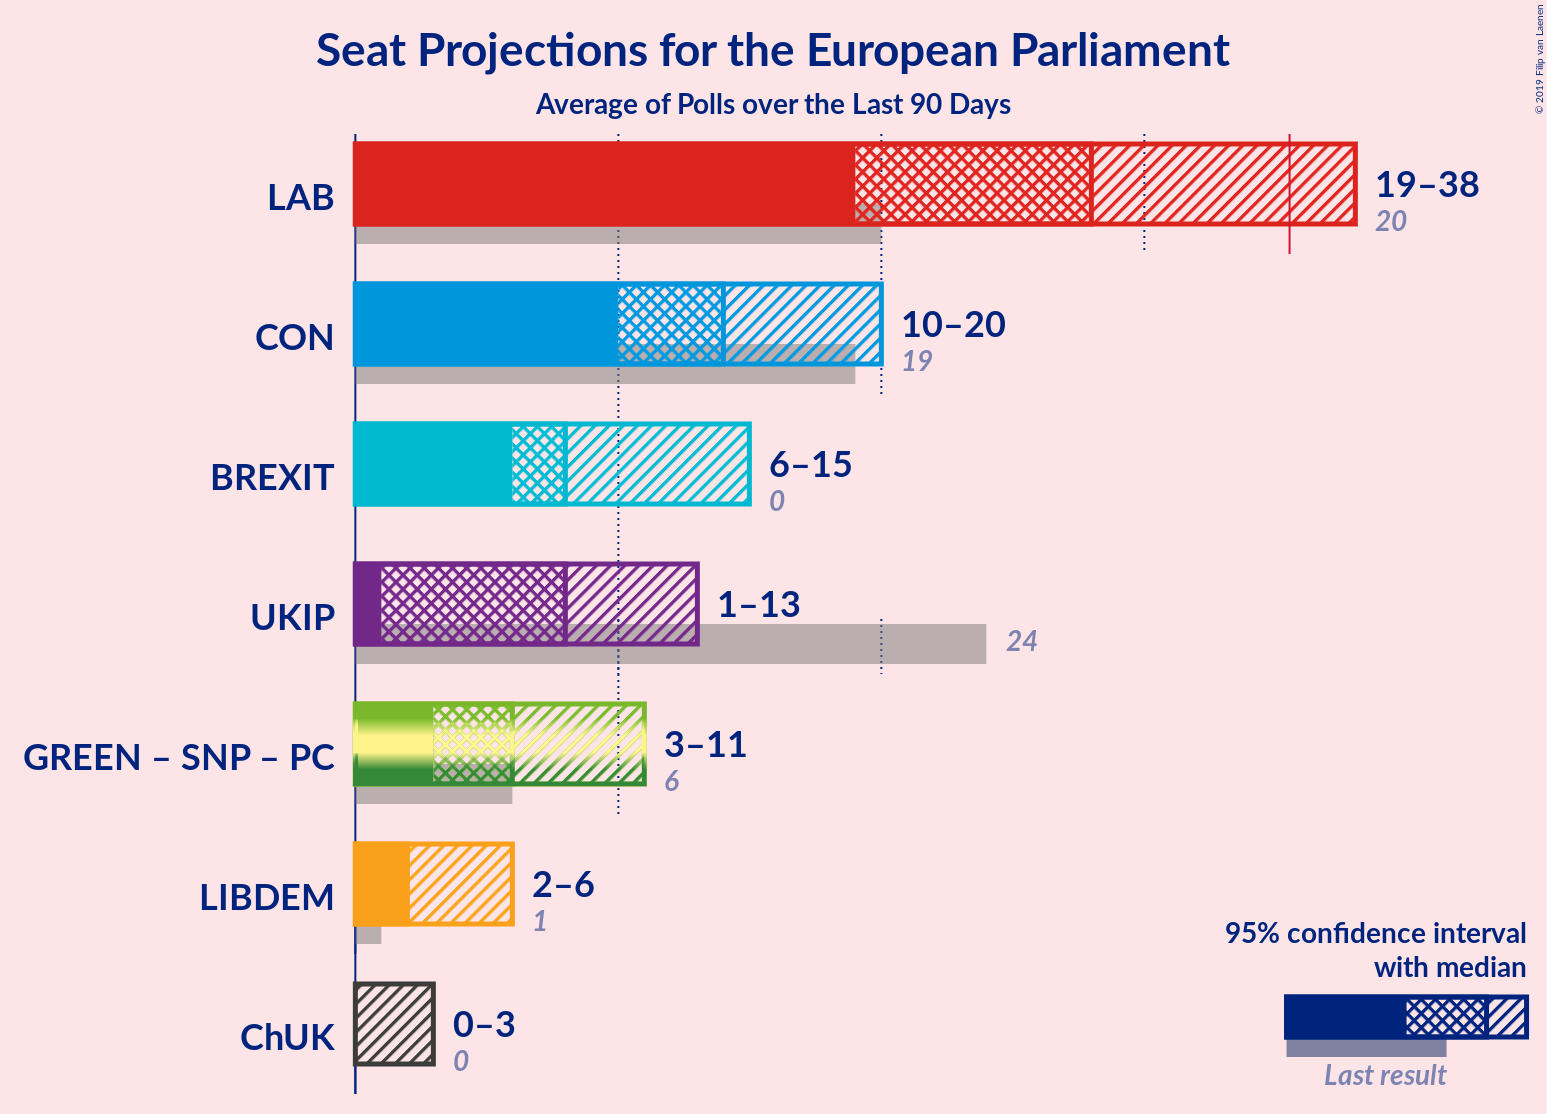 Seat Projections for the European Parliament
Average of Polls over the Last 90 Days
© 2019 Filip van Laenen
LAB
19–38
20
CON
10–20
19
BREXIT
6–15
0
UKIP
1–13
24
GREEN – SNP – PC
3–11
6
LIBDEM
2–6
1
ChUK
0–3
0
95% confidence interval
with median
Last result